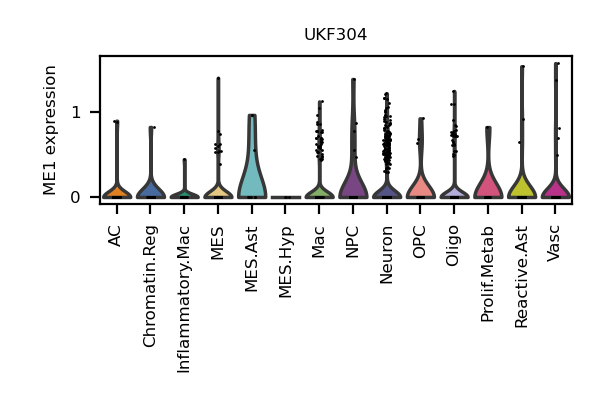 UKF304
ME1 expression
1
0
AC
Chromatin.Reg
Inflammatory.Mac
MES
MES.Ast
MES.Hyp
Mac
NPC
Neuron
OPC
Oligo
Prolif.Metab
Reactive.Ast
Vasc